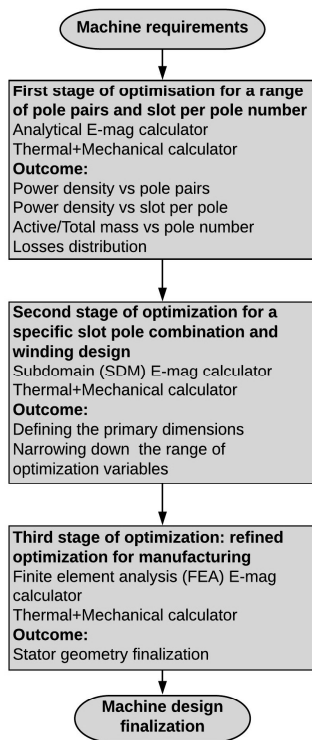 Machine requirements
First stage of optimisation for a range
of pole pairs and slot per pole number
Analytical E-mag calculator
Thermal+Mechanical calculator
Outcome:
Power density vs pole pairs
Power density vs slot per pole
Active/Total mass vs pole number
Losses distribution
Second stage of optimization for a
specific slot pole combination and
winding design
Subdomain (SDM) E-mag calculator
Thermal+Mechanical calculator
Outcome:
Defining the primary dimensions
Narrowing down the range of
optimization variables
Third stage of optimization: refined
optimization for manufacturing
Finite element analysis (FEA) E-mag
calculator
Thermal+Mechanical calculator
Outcome:
Stator geometry finalization
Machine design
finalization